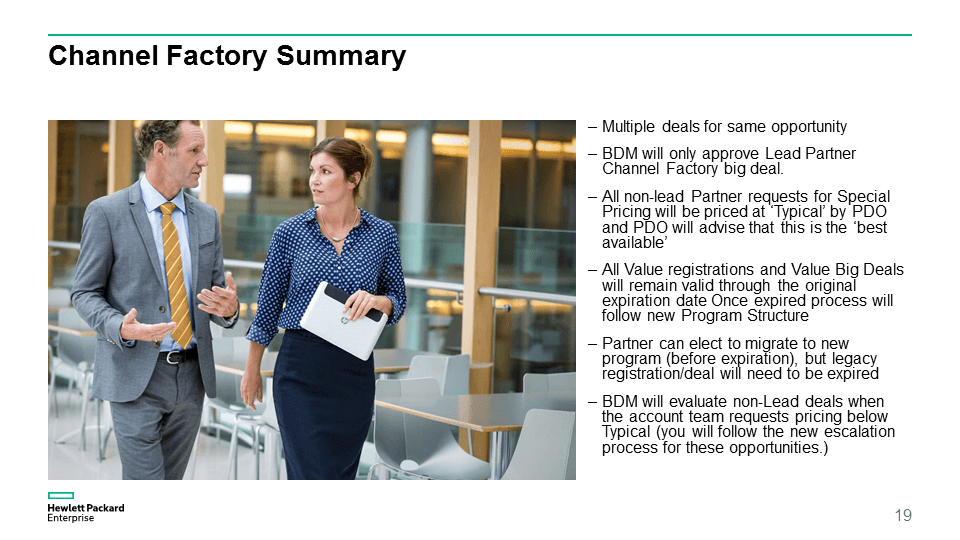 Channel Factory Summary
– Multiple deals for same opportunity
– BDM will only approve Lead Partner
Channel Factory big deal.
– All non-lead Partner requests for Special
Pricing will be priced at ‘Typical’ by PDO
and PDO will advise that this is the ‘best
available’
– All Value registrations and Value Big Deals
will remain valid through the original
expiration date Once expired process will
follow new Program Structure
– Partner can elect to migrate to new
program (before expiration), but legacy
registration/deal will need to be expired
– BDM will evaluate non-Lead deals when
the account team requests pricing below
Typical (you will follow the new escalation
process for these opportunities.)
Hewlett Packard
Enterprise
19